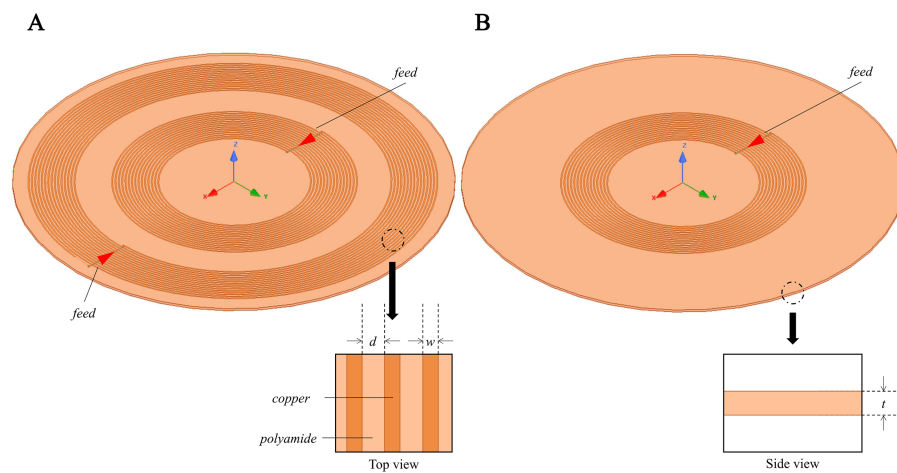 A
B
feed
feed
Z
X
Y
Z
X
Y
feed
d
w
copper
polyamide
t
Top view
Side view